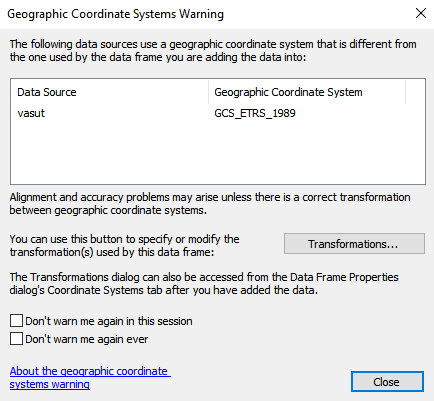 Geographic Coordinate Systems Warning
The following data sources use a geographic coordinate system that is different from
the one used by the data frame you are adding the data into:
Data Source Geographic Coordinate System
vasut GCS_ETRS_1989
Alignment and accuracy problems may arise unless there is a correct transformation
between geographic coordinate systems.
You can use this button to specify or modify the
transformation(s) used by this data frame:
Transformations...
The Transformations dialog can also be accessed from the Data Frame Properties
dialog's Coordinate Systems tab after you have added the data.
Don't warn me again in this session
Don't warn me again ever
About the geographic coordinate
systems warning
Close